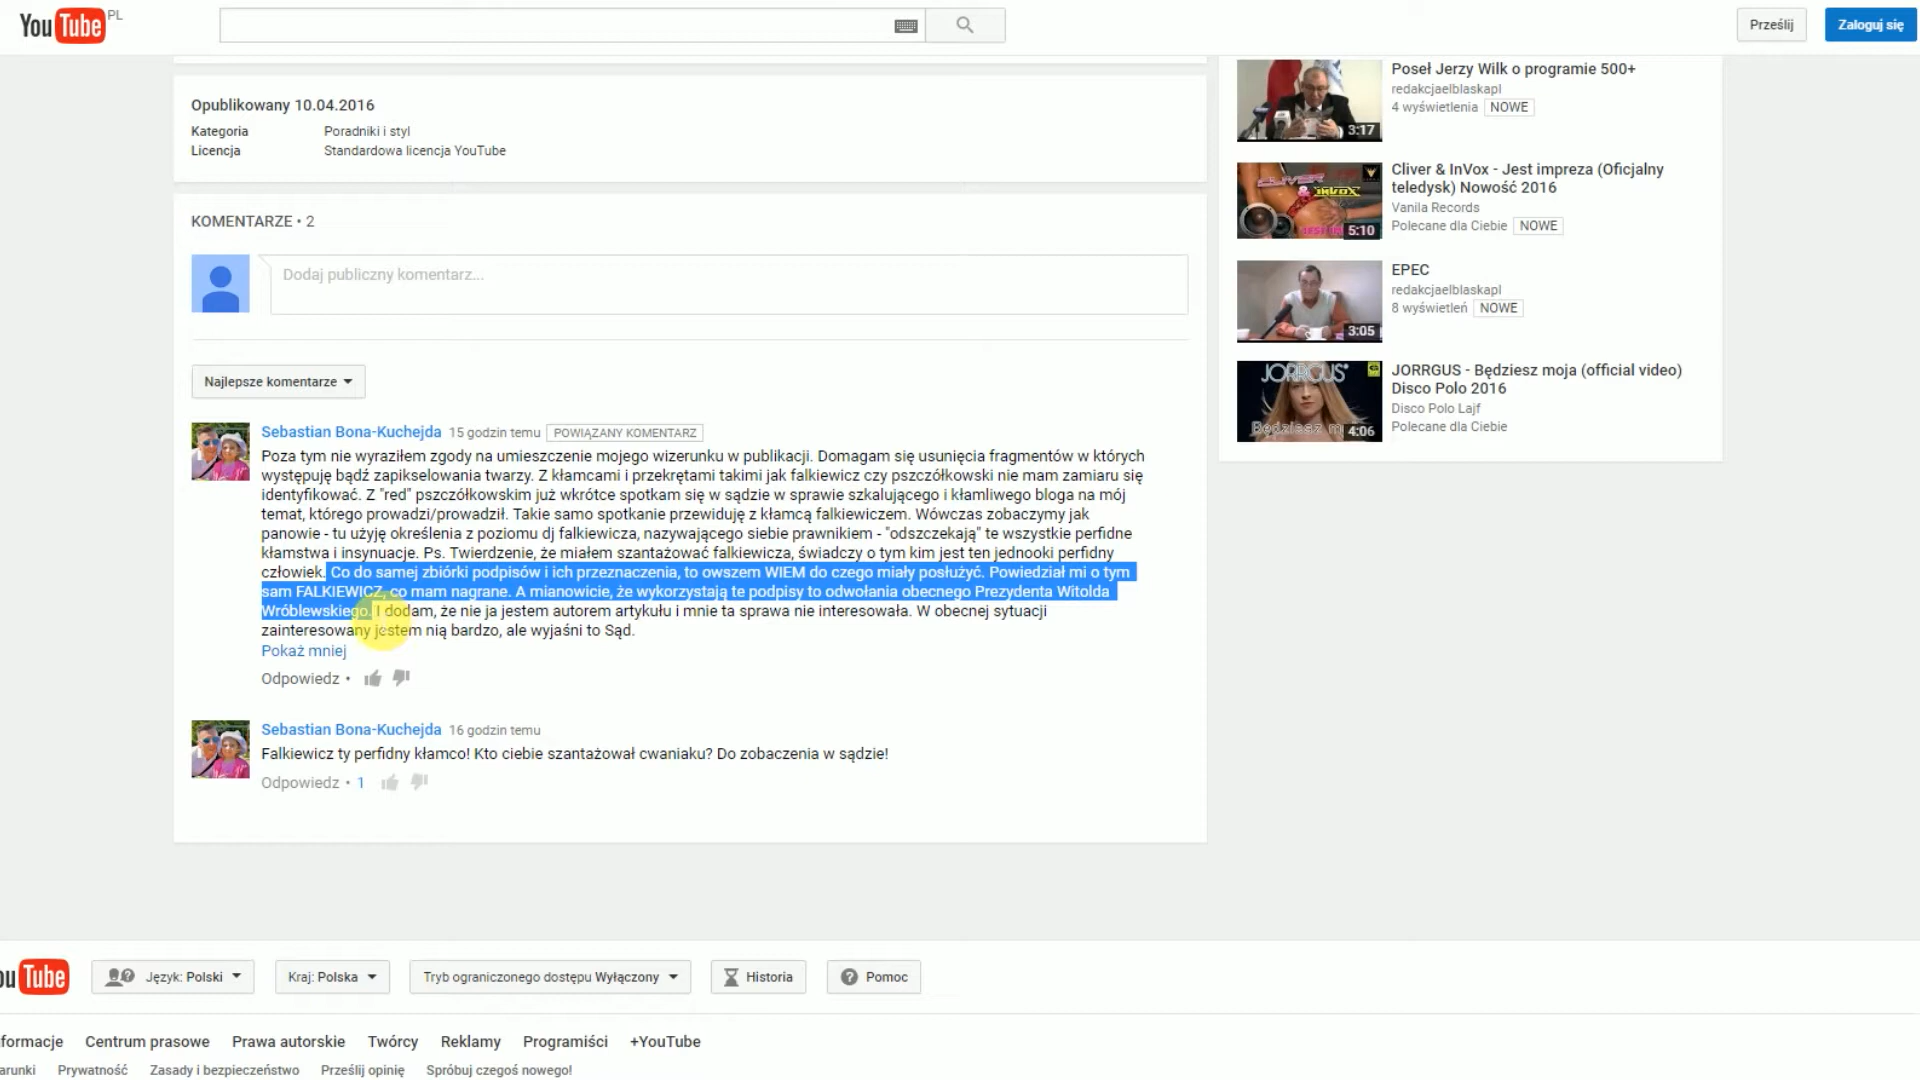 YouTube PL
Prześlij
Zaloguj się
Opublikowany 10.04.2016
Kategoria Poradniki i styl
Licencja Standardowa licencja YouTube
KOMENTARZE • 2
Dodaj publiczny komentarz...
Najlepsze komentarze
Sebastian Bona-Kuchejda 15 godzin temu POWIĄZANY KOMENTARZ
Poza tym nie wyraziłem zgody na umieszczenie mojego wizerunku w publikacji. Domagam się usunięcia fragmentów w których
występuję bądź zapikselowania twarzy. Z kłamcami i przekrętami takimi jak falkiewicz czy pszczółkowski nie mam zamiaru się
identyfikować. Z "red" pszczółkowskim już wkrótce spotkam się w sądzie w sprawie szkalującego i kłamliwego bloga na mój
temat, którego prowadzi/prowadził. Takie samo spotkanie przewiduję z kłamcą falkiewiczem. Wówczas zobaczymy jak
panowie - tu użyję określenia z poziomu dj falkiewicza, nazywającego siebie prawnikiem - "odszczekają" te wszystkie perfidne
kłamstwa i insynuacje. Ps. Twierdzenie, że miałem szantażować falkiewicza, świadczy o tym kim jest ten jednooki perfidny
człowiek. Co do samej zbiórki podpisów i ich przeznaczenia, to owszem WIEM do czego miały posłużyć. Powiedział mi o tym
sam FALKIEWICZ, co mam nagrane. A mianowicie, że wykorzystają te podpisy to odwołania obecnego Prezydenta Witolda
Wróblewskiego. I dodam, że nie ja jestem autorem artykułu i mnie ta sprawa nie interesowała. W obecnej sytuacji
zainteresowany jestem nią bardzo, ale wyjaśni to Sąd.
Pokaż mniej
Odpowiedz •
Sebastian Bona-Kuchejda 16 godzin temu
Falkiewicz ty perfidny kłamco! Kto ciebie szantażował cwaniaku? Do zobaczenia w sądzie!
Odpowiedz • 1
Poseł Jerzy Wilk o programie 500+
redakcjaelblaskapl
4 wyświetlenia NOWE
3:17
Cliver & InVox - Jest impreza (Oficjalny
teledysk) Nowość 2016
Vanila Records
Polecane dla Ciebie NOWE
CLIVER
& INVOX
5:10
EPEC
redakcjaelblaskapl
8 wyświetleń NOWE
3:05
JORRGUS - Będziesz moja (official video)
Disco Polo 2016
Disco Polo Lajf
Polecane dla Ciebie
JORRGUS
Będziesz m
4:06
ouTube
Język: Polski
Kraj: Polska
Tryb ograniczonego dostępu Wyłączony
Historia
Pomoc
formacje Centrum prasowe Prawa autorskie Twórcy Reklamy Programiści +YouTube
arunki Prywatność Zasady i bezpieczeństwo Prześlij opinię Spróbuj czegoś nowego!